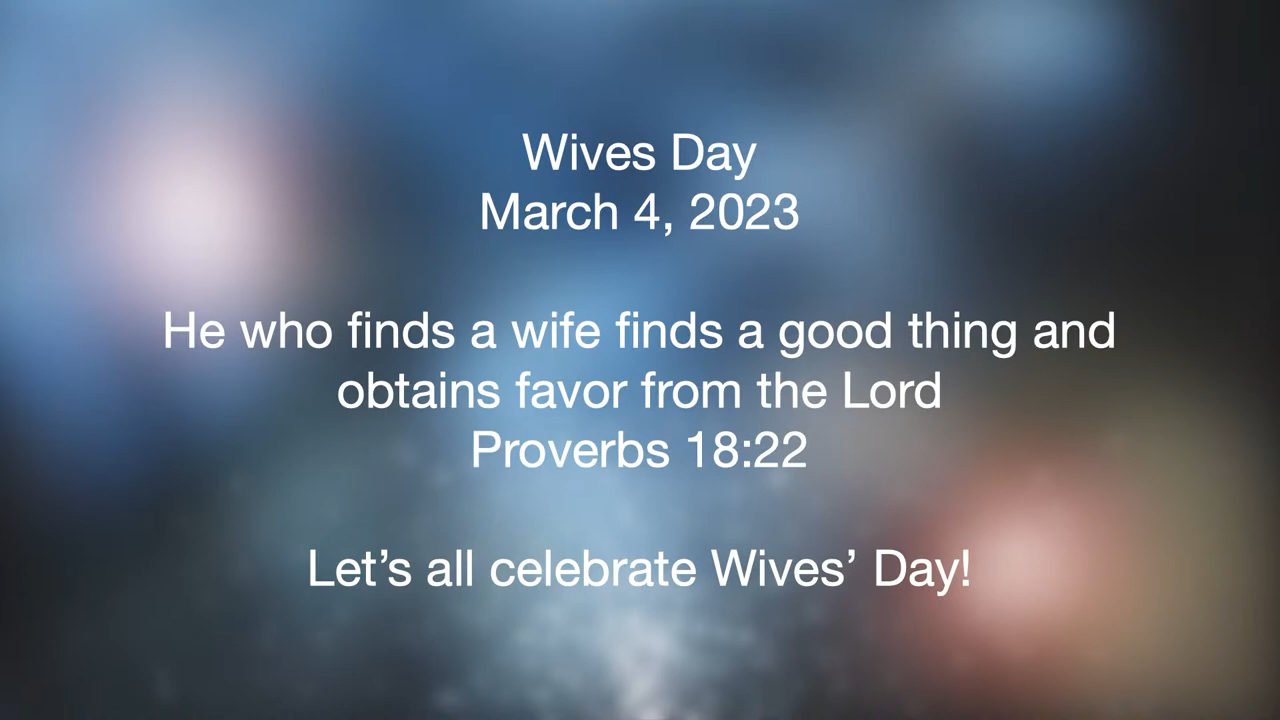 Wives Day
March 4, 2023
He who finds a wife finds a good thing and
obtains favor from the Lord
Proverbs 18:22
Let’s all celebrate Wives’ Day!